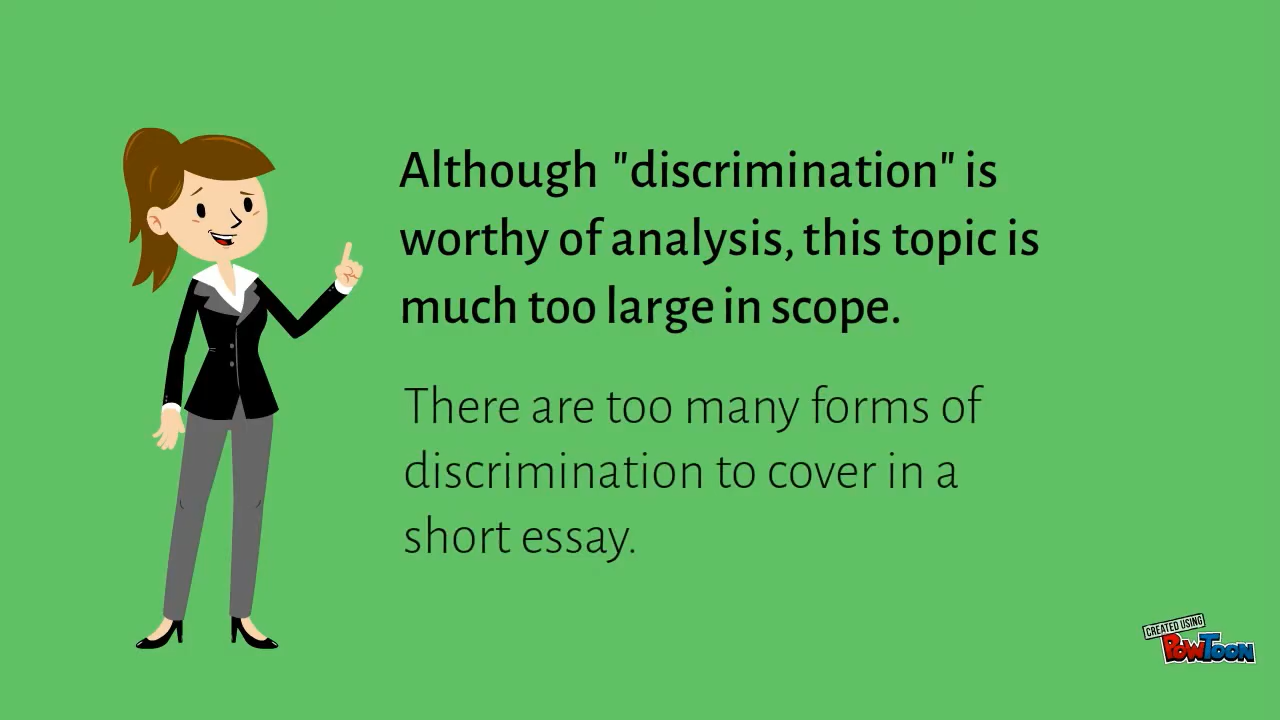 Although "discrimination" is
worthy of analysis, this topic is
much too large in scope.
There are too many forms of
discrimination to cover in a
short essay.
CREATED USING
PowToon